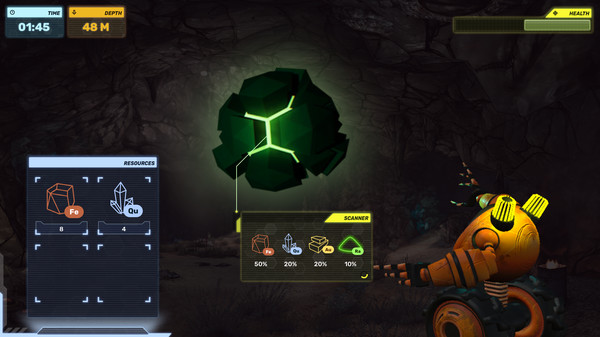 TIME
01:45
DEPTH
48 M
HEALTH
RESOURCES
Fe
Qu
8
4
SCANNER
Fe
Qu
Au
50%
20%
20%
10%